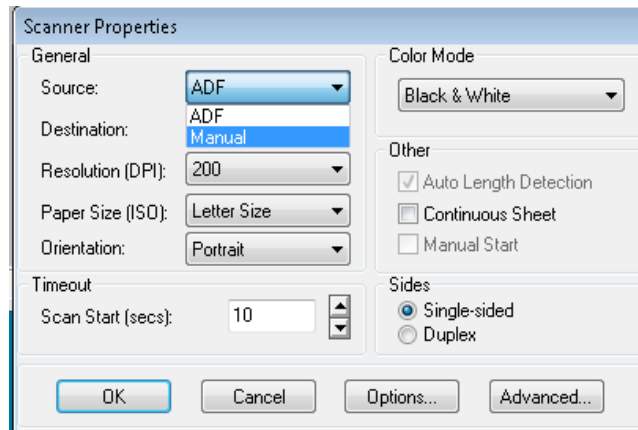 Scanner Properties
General
Source:
ADF
ADF
Manual
Destination:
Resolution (DPI):
200
Paper Size (ISO):
Letter Size
Orientation:
Portrait
Timeout
Scan Start (secs):
10
Color Mode
Black & White
Other
Auto Length Detection
Continuous Sheet
Manual Start
Sides
Single-sided
Duplex
OK
Cancel
Options...
Advanced...